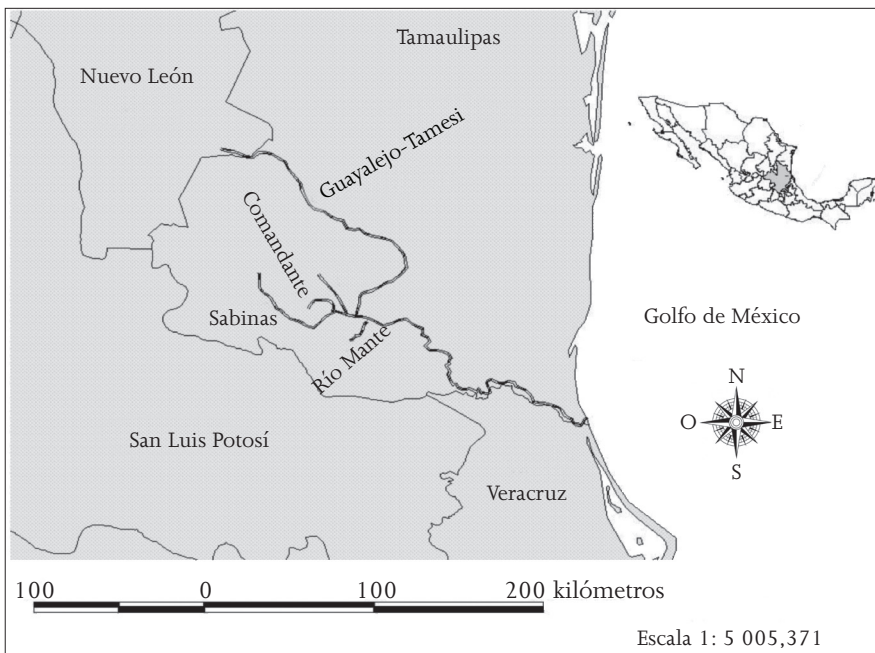 Tamaulipas
Nuevo León
Guayalejo-Tamesi
Comandante
Sabinas
Río Mante
Golfo de México
San Luis Potosí
Veracruz
N
O
E
S
100 0 100 200 kilómetros
Escala 1: 5 005,371